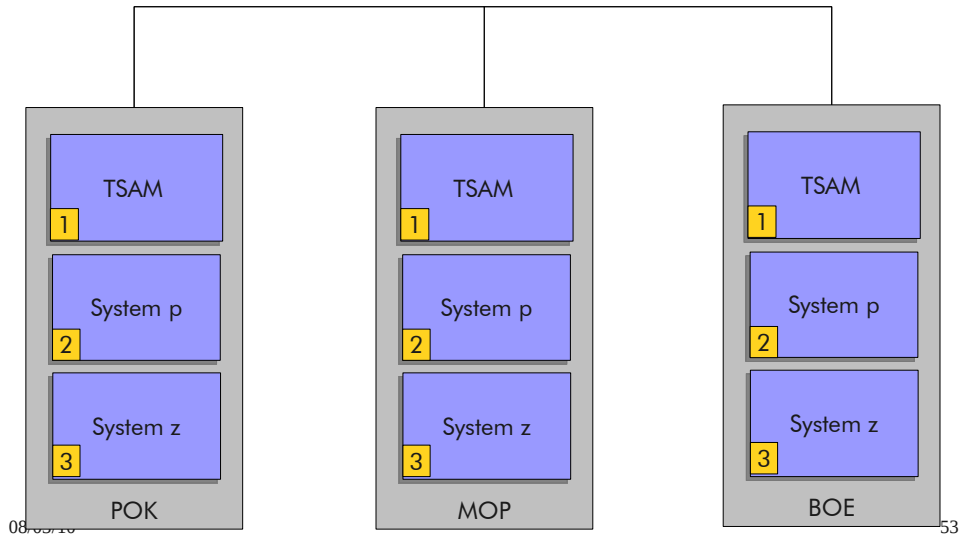 TSAM
1
System p
2
System z
3
POK
TSAM
1
System p
2
System z
3
MOP
TSAM
1
System p
2
System z
3
BOE
53